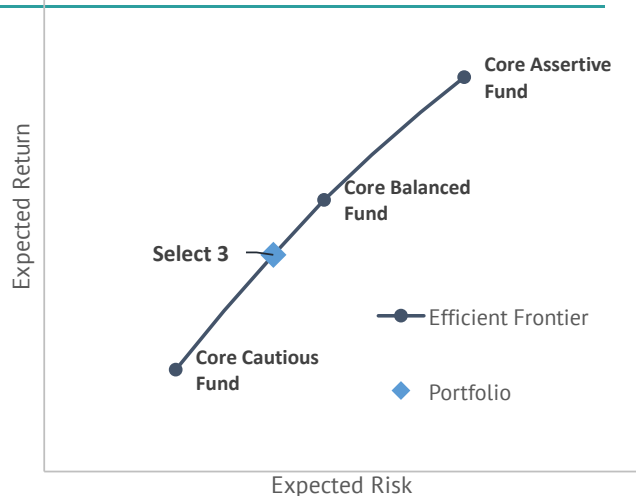 Core Assertive
Fund
Core Balanced
Fund
Select 3
Expected Return
Efficient Frontier
Core Cautious
Fund
Portfolio
Expected Risk